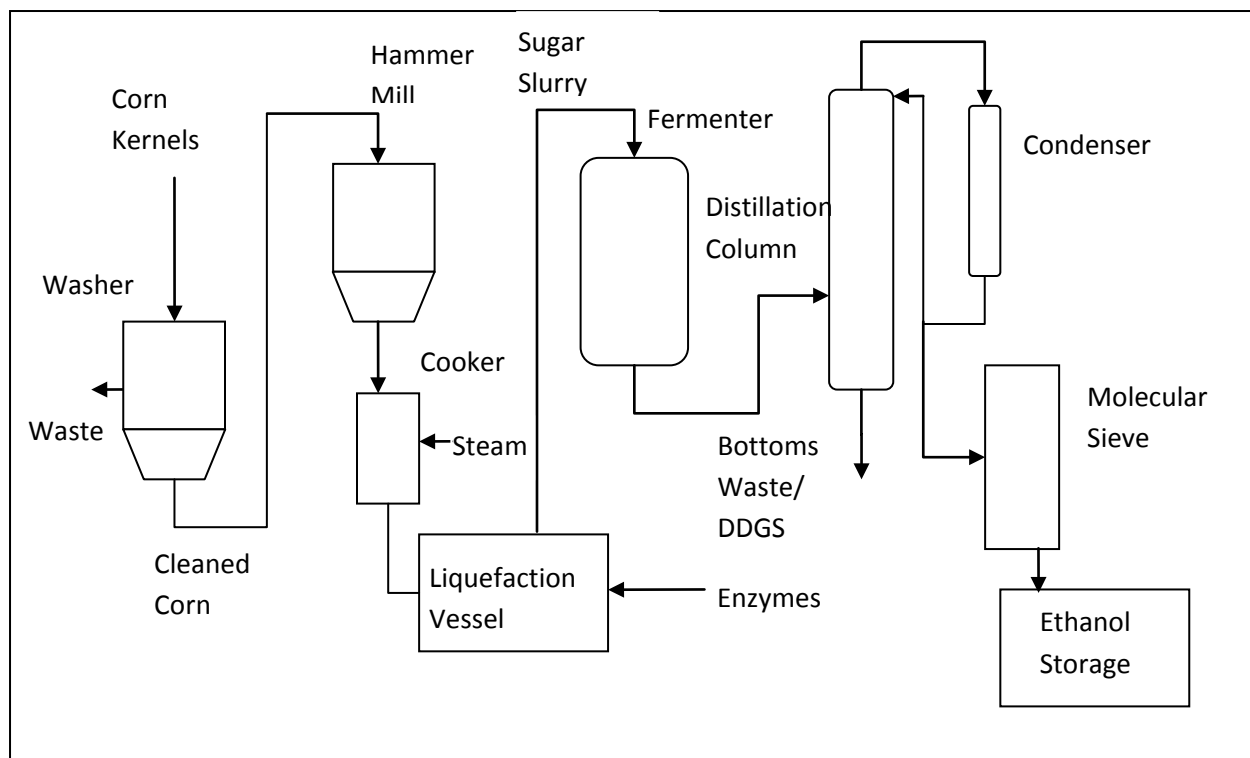 Corn
Kernels
Washer
Waste
Cleaned
Corn
Hammer
Mill
Cooker
Steam
Liquefaction
Vessel
Enzymes
Sugar
Slurry
Fermenter
Distillation
Column
Bottoms
Waste/
DDGS
Condenser
Molecular
Sieve
Ethanol
Storage